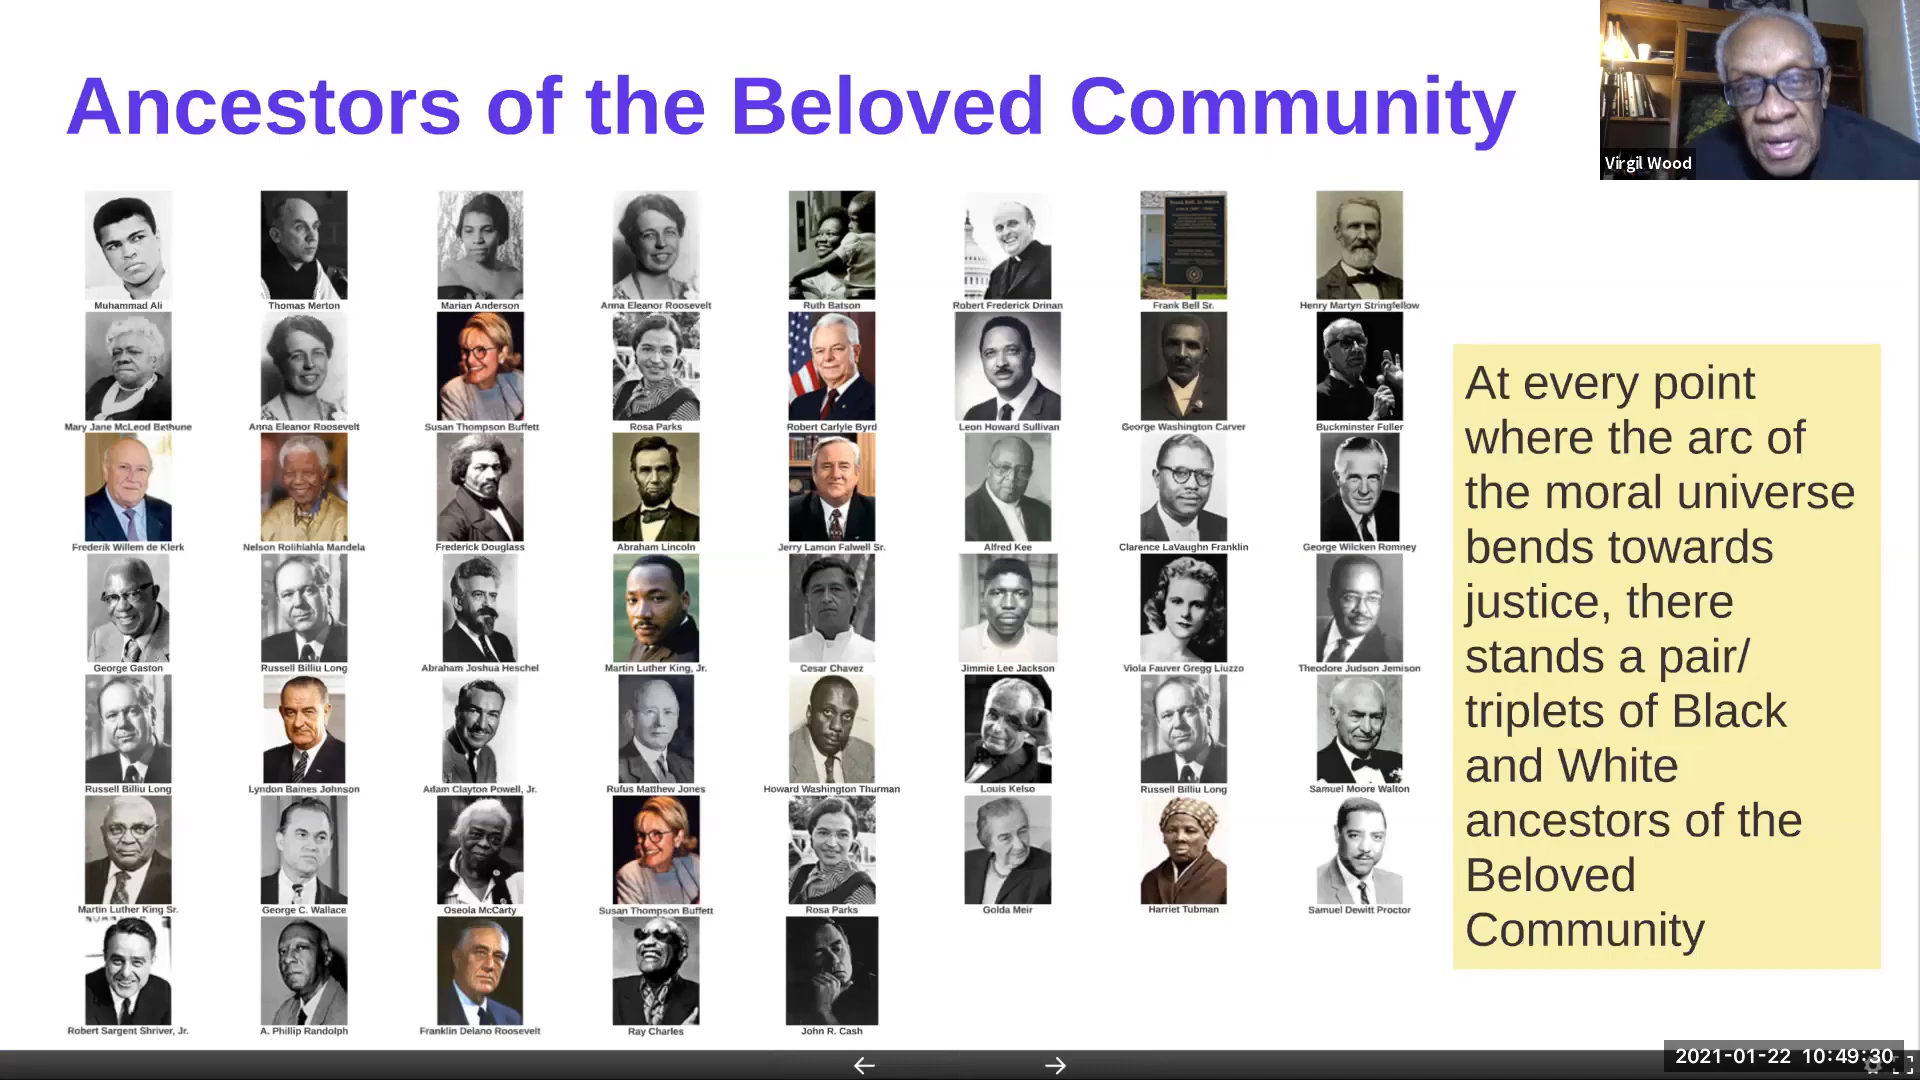 Ancestors of the Beloved Community
Virgil Wood
Muhammad Ali
Thomas Merton
Marian Anderson
Anna Eleanor Roosevelt
Ruth Batson
Robert Frederick Drinan
Frank Bell Sr.
Henry Martyn Stringfellow
Mary Jane McLeod Bethune
Anna Eleanor Roosevelt
Susan Thompson Buffett
Rosa Parks
Robert Carlyle Byrd
Leon Howard Sullivan
George Washington Carver
Buckminster Fuller
Frederik Willem de Klerk
Nelson Rolihlahla Mandela
Frederick Douglass
Abraham Lincoln
Jerry Lamon Falwell Sr.
Alfred Kee
Clarence LaVaughn Franklin
George Wilcken Romney
George Gaston
Russell Billiu Long
Abraham Joshua Heschel
Martin Luther King, Jr.
Cesar Chavez
Jimmie Lee Jackson
Viola Fauver Gregg Liuzzo
Theodore Judson Jemison
Russell Billiu Long
Lyndon Baines Johnson
Adam Clayton Powell, Jr.
Rufus Matthew Jones
Howard Washington Thurman
Louis Kelso
Russell Billiu Long
Samuel Moore Walton
Martin Luther King Sr.
George C. Wallace
Oseola McCarty
Susan Thompson Buffett
Rosa Parks
Golda Meir
Harriet Tubman
Samuel Dewitt Proctor
Robert Sargent Shriver, Jr.
A. Phillip Randolph
Franklin Delano Roosevelt
Ray Charles
John R. Cash
At every point
where the arc of
the moral universe
bends towards
justice, there
stands a pair/
triplets of Black
and White
ancestors of the
Beloved
Community
2021-01-22 10:49:30